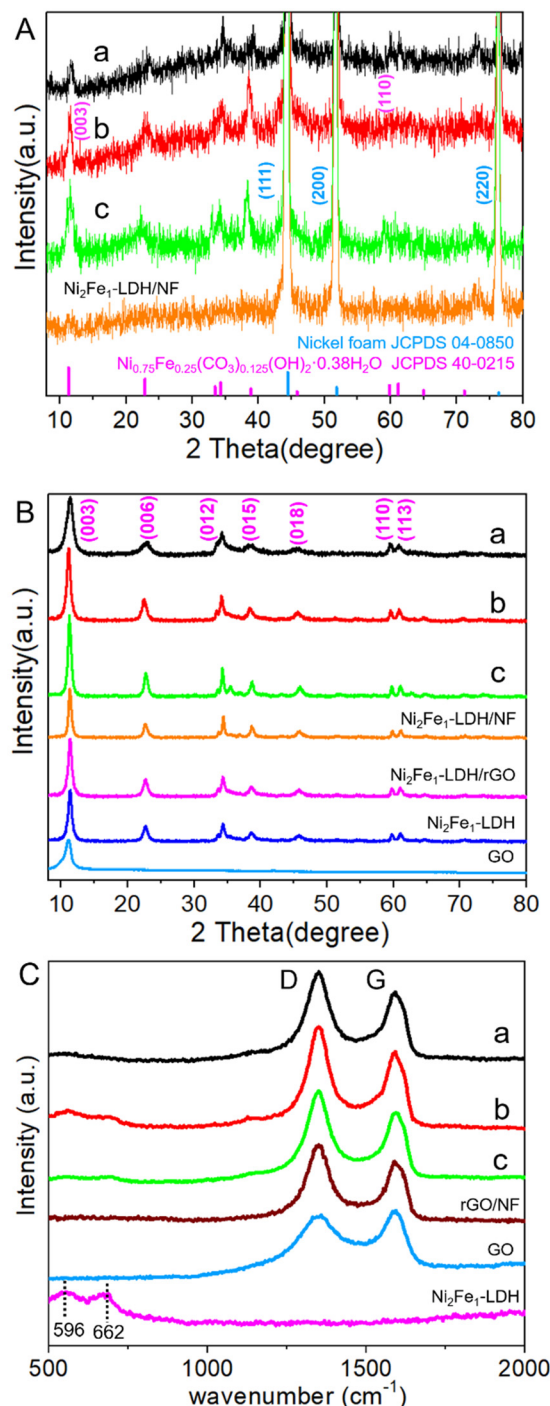 A
a
(003)
(110)
b
(111)
(200)
(220)
c
Ni₂Fe₁-LDH/NF
Nickel foam JCPDS 04-0850
Ni₀.₇₅Fe₀.₂₅(CO₃)₀.₁₂₅(OH)₂·0.38H₂O JCPDS 40-0215
Intensity(a.u.)
10 20 30 40 50 60 70 80
2 Theta(degree)
B
(003) (006) (012) (015) (018) (110) (113)
a
b
c
Ni₂Fe₁-LDH/NF
Ni₂Fe₁-LDH/rGO
Ni₂Fe₁-LDH
GO
Intensity(a.u.)
10 20 30 40 50 60 70 80
2 Theta(degree)
C
D G
a
b
c
rGO/NF
GO
Ni₂Fe₁-LDH
596 662
Intensity (a.u.)
500 1000 1500 2000
wavenumber (cm⁻¹)